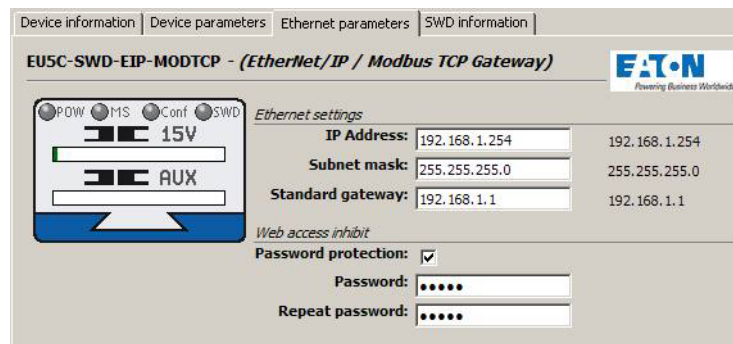 Device information Device parameters Ethernet parameters SWD information
EU5C-SWD-EIP-MODTCP - (EtherNet/IP / Modbus TCP Gateway)
EATON
Powering Business Worldwide
POW MS Conf SWD
15V
AUX
Ethernet settings
IP Address: 192.168.1.254 192.168.1.254
Subnet mask: 255.255.255.0 255.255.255.0
Standard gateway: 192.168.1.1 192.168.1.1
Web access inhibit
Password protection:
Password: •••••
Repeat password: •••••